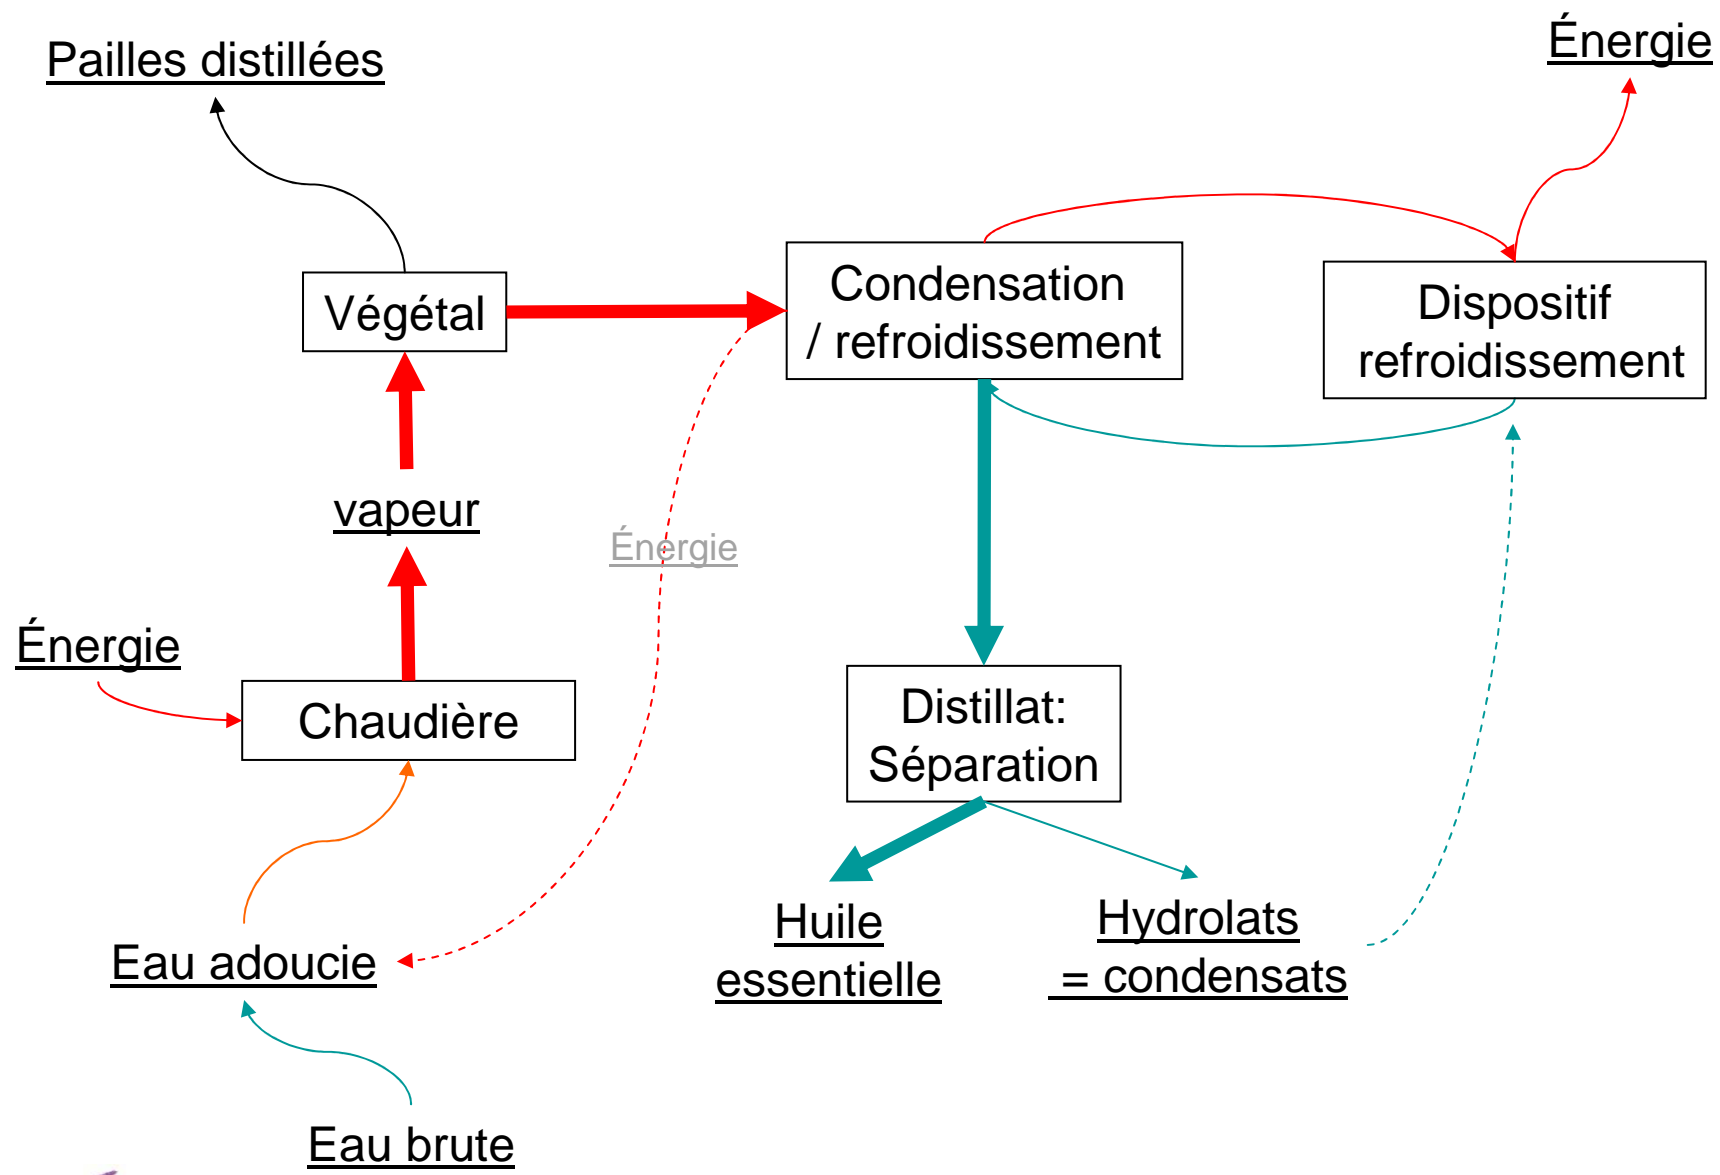 Pailles distillées
Énergie
Végétal
Condensation
/ refroidissement
Dispositif
refroidissement
vapeur
Énergie
Énergie
Chaudière
Distillat:
Séparation
Eau adoucie
Huile
essentielle
Hydrolats
= condensats
Eau brute